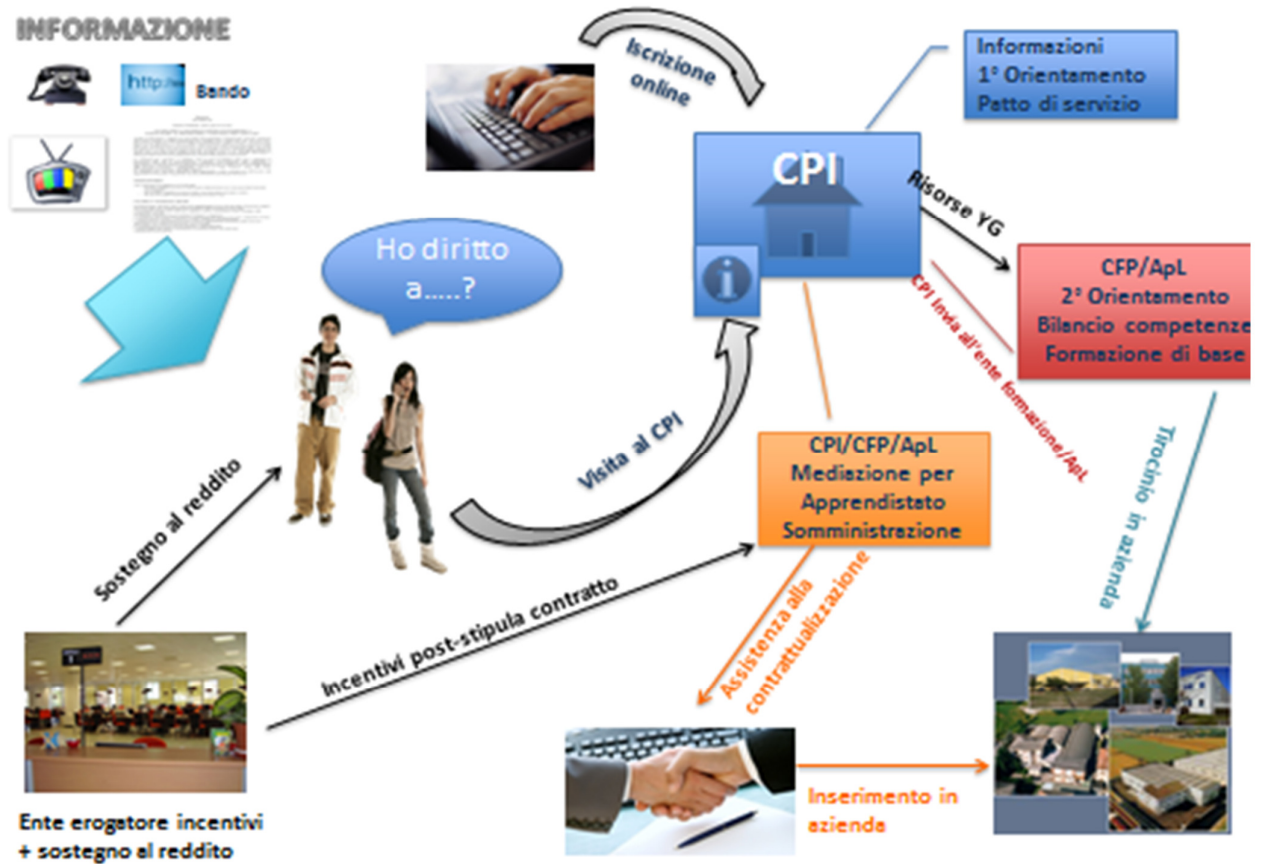 INFORMAZIONE
http://
Bando
Iscrizione
online
Informazioni
1° Orientamento
Patto di servizio
CPI
Risorse YG
Ho diritto
a.....?
CFP/ApL
2° Orientamento
Bilancio competenze
Formazione di base
CPI Invia all'ente formazione/ApL
Visita al CPI
CPI/CFP/ApL
Mediazione per
Apprendistato
Somministrazione
Tirocinio in azienda
Sostegno al reddito
Incentivi post-stipula contratto
Assistenza alla
contrattualizzazione
Inserimento in
azienda
Ente erogatore incentivi
+ sostegno al reddito